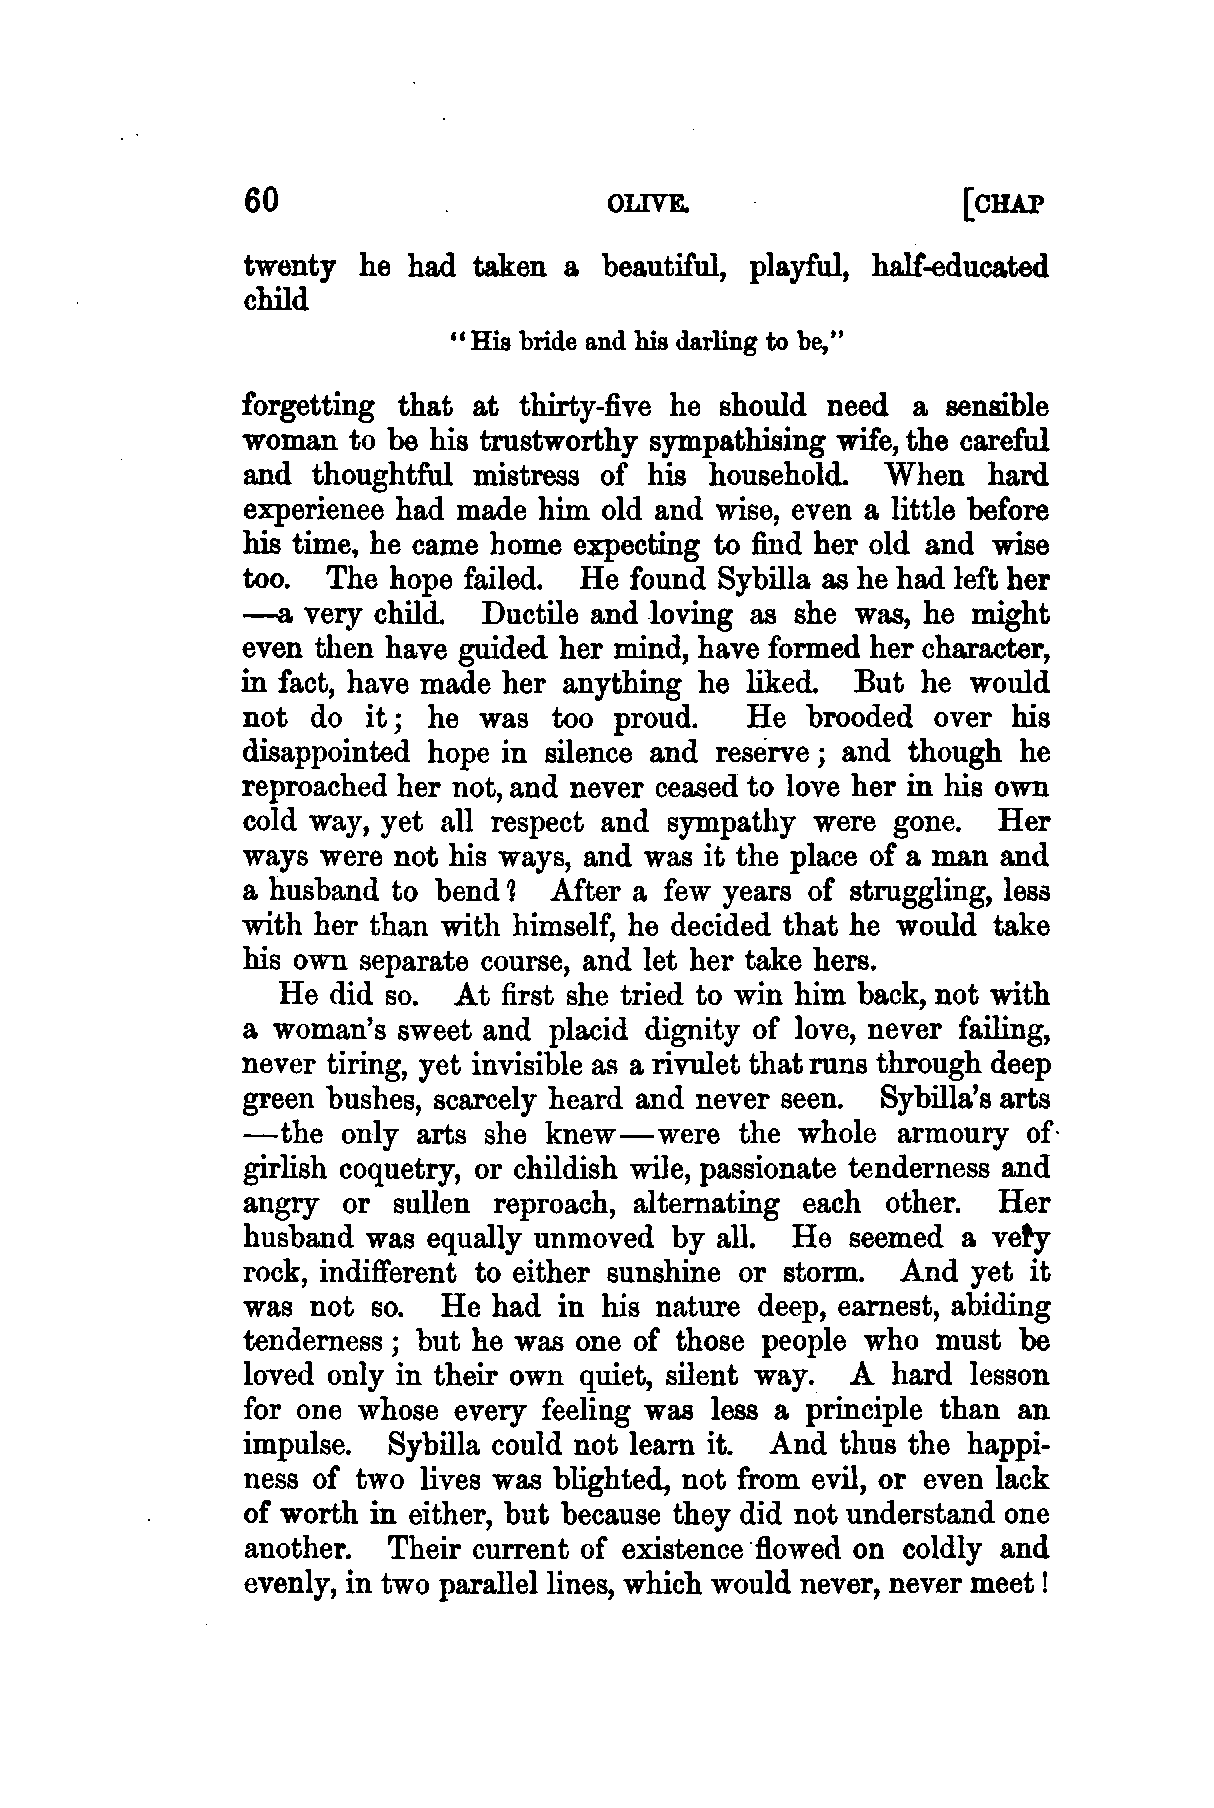 60 OLIVE. [CHAP
twenty he had taken a beautiful, playful, half-educated
child
"His bride and his darling to be,"
forgetting that at thirty-five he should need a sensible
woman to be his trustworthy sympathising wife, the careful
and thoughtful mistress of his household. When hard
experienee had made him old and wise, even a little before
his time, he came home expecting to find her old and wise
too. The hope failed. He found Sybilla as he had left her
—a very child. Ductile and loving as she was, he might
even then have guided her mind, have formed her character,
in fact, have made her anything he liked. But he would
not do it; he was too proud. He brooded over his
disappointed hope in silence and reserve; and though he
reproached her not, and never ceased to love her in his own
cold way, yet all respect and sympathy were gone. Her
ways were not his ways, and was it the place of a man and
a husband to bend? After a few years of struggling, less
with her than with himself, he decided that he would take
his own separate course, and let her take hers.
He did so. At first she tried to win him back, not with
a woman's sweet and placid dignity of love, never failing,
never tiring, yet invisible as a rivulet that runs through deep
green bushes, scarcely heard and never seen. Sybilla's arts
—the only arts she knew—were the whole armoury of
girlish coquetry, or childish wile, passionate tenderness and
angry or sullen reproach, alternating each other. Her
husband was equally unmoved by all. He seemed a very
rock, indifferent to either sunshine or storm. And yet it
was not so. He had in his nature deep, earnest, abiding
tenderness; but he was one of those people who must be
loved only in their own quiet, silent way. A hard lesson
for one whose every feeling was less a principle than an
impulse. Sybilla could not learn it. And thus the happi-
ness of two lives was blighted, not from evil, or even lack
of worth in either, but because they did not understand one
another. Their current of existence flowed on coldly and
evenly, in two parallel lines, which would never, never meet!